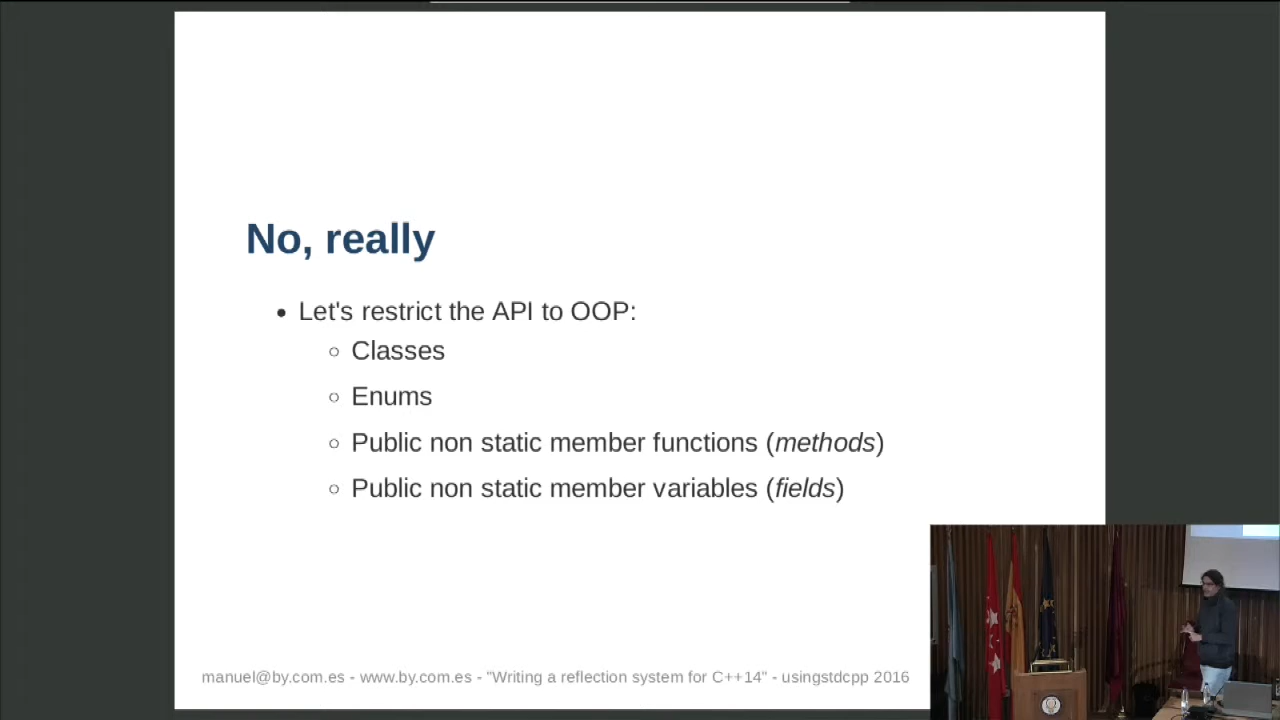 No, really
• Let's restrict the API to OOP:
○ Classes
○ Enums
○ Public non static member functions (methods)
○ Public non static member variables (fields)
manuel@by.com.es - www.by.com.es - "Writing a reflection system for C++14" - usingstdcpp 2016